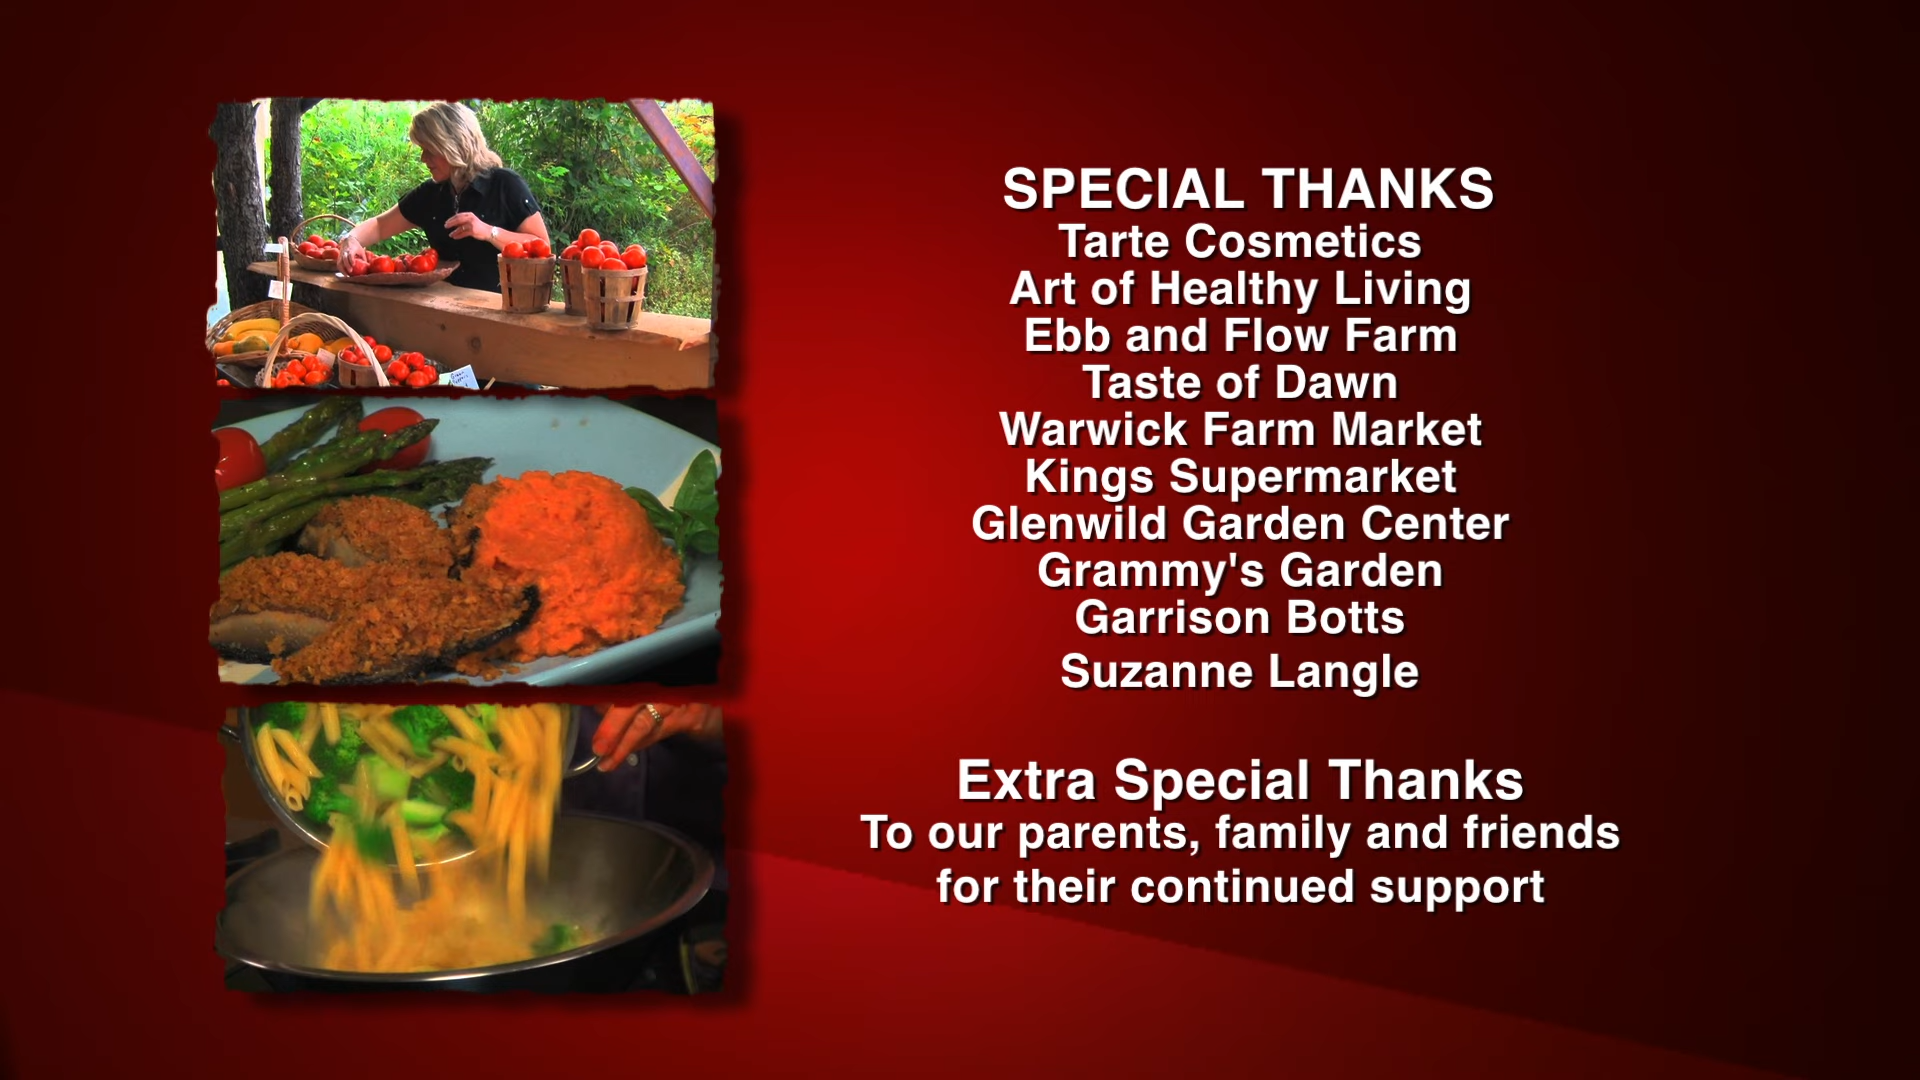 SPECIAL THANKS
Tarte Cosmetics
Art of Healthy Living
Ebb and Flow Farm
Taste of Dawn
Warwick Farm Market
Kings Supermarket
Glenwild Garden Center
Grammy's Garden
Garrison Botts
Suzanne Langle
Extra Special Thanks
To our parents, family and friends
for their continued support